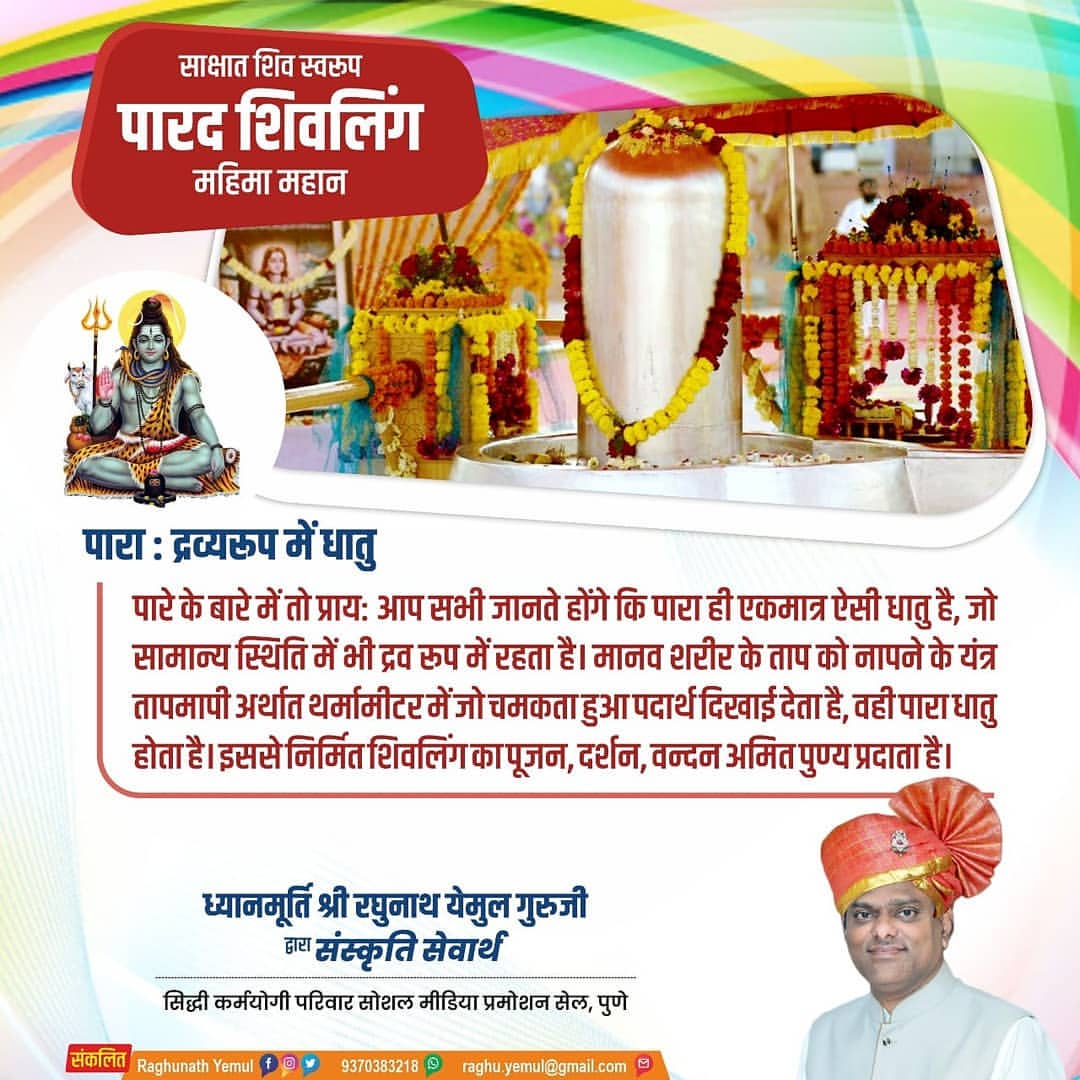 साक्षात शिव स्वरूप
पारद शिवलिंग
महिमा महान
पारा : द्रव्यरूप में धातु
पारे के बारे में तो प्राय: आप सभी जानते होंगे कि पारा ही एकमात्र ऐसी धातु है, जो
सामान्य स्थिति में भी द्रव रूप में रहता है। मानव शरीर के ताप को नापने के यंत्र
तापमापी अर्थात थर्मामीटर में जो चमकता हुआ पदार्थ दिखाई देता है, वही पारा धातु
होता है। इससे निर्मित शिवलिंग का पूजन, दर्शन, वन्दन अमित पुण्य प्रदाता है।
ध्यानमूर्ति श्री रघुनाथ येमुल गुरुजी
द्वारा संस्कृति सेवार्थ
सिद्धी कर्मयोगी परिवार सोशल मीडिया प्रमोशन सेल, पुणे
संकलित Raghunath Yemul 9370383218 raghu.yemul@gmail.com